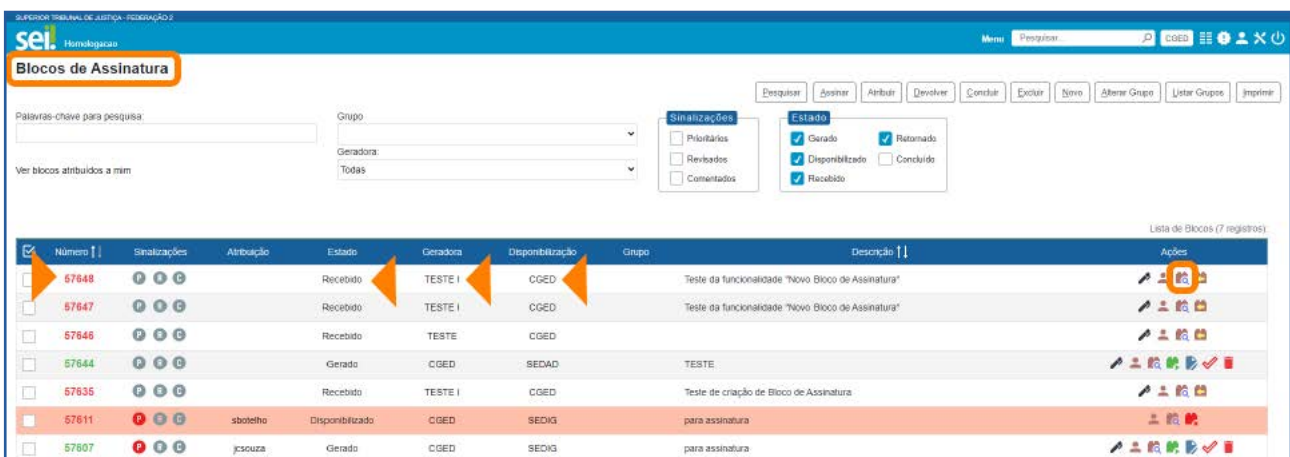 SUPERIOR TRIBUNAL DE JUSTIÇA - FEDERAÇÃO 2
sei. Homologacao Menu Pesquisar... CGED
Blocos de Assinatura
Pesquisar Assinar Atribuir Devolver Concluir Excluir Novo Alterar Grupo Listar Grupos Imprimir
Palavras-chave para pesquisa: Grupo Sinalizações Estado
Prioritários Gerado Retornado
Geradora:
Revisados Disponibilizado Concluído
Ver blocos atribuídos a mim Todas
Comentados Recebido
Lista de Blocos (7 registros):
Número Sinalizações Atribuição Estado Geradora Disponibilização Grupo Descrição Ações
57648 P R C Recebido TESTE I CGED Teste da funcionalidade "Novo Bloco de Assinatura"
57647 P R C Recebido TESTE I CGED Teste da funcionalidade "Novo Bloco de Assinatura"
57646 P R C Recebido TESTE CGED
57644 P R C Gerado CGED SEDAD TESTE
57635 P R C Recebido TESTE I CGED Teste de criação de Bloco de Assinatura
57611 P R C sbotelho Disponibilizado CGED SEDIG para assinatura
57607 P R C jcsouza Gerado CGED SEDIG para assinatura